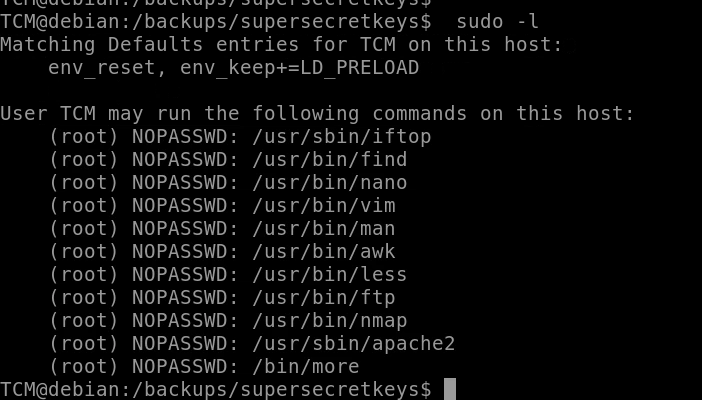 TCM@debian:/backups/supersecretkeys$
TCM@debian:/backups/supersecretkeys$  sudo -l
Matching Defaults entries for TCM on this host:
    env_reset, env_keep+=LD_PRELOAD

User TCM may run the following commands on this host:
    (root) NOPASSWD: /usr/sbin/iftop
    (root) NOPASSWD: /usr/bin/find
    (root) NOPASSWD: /usr/bin/nano
    (root) NOPASSWD: /usr/bin/vim
    (root) NOPASSWD: /usr/bin/man
    (root) NOPASSWD: /usr/bin/awk
    (root) NOPASSWD: /usr/bin/less
    (root) NOPASSWD: /usr/bin/ftp
    (root) NOPASSWD: /usr/bin/nmap
    (root) NOPASSWD: /usr/sbin/apache2
    (root) NOPASSWD: /bin/more
TCM@debian:/backups/supersecretkeys$